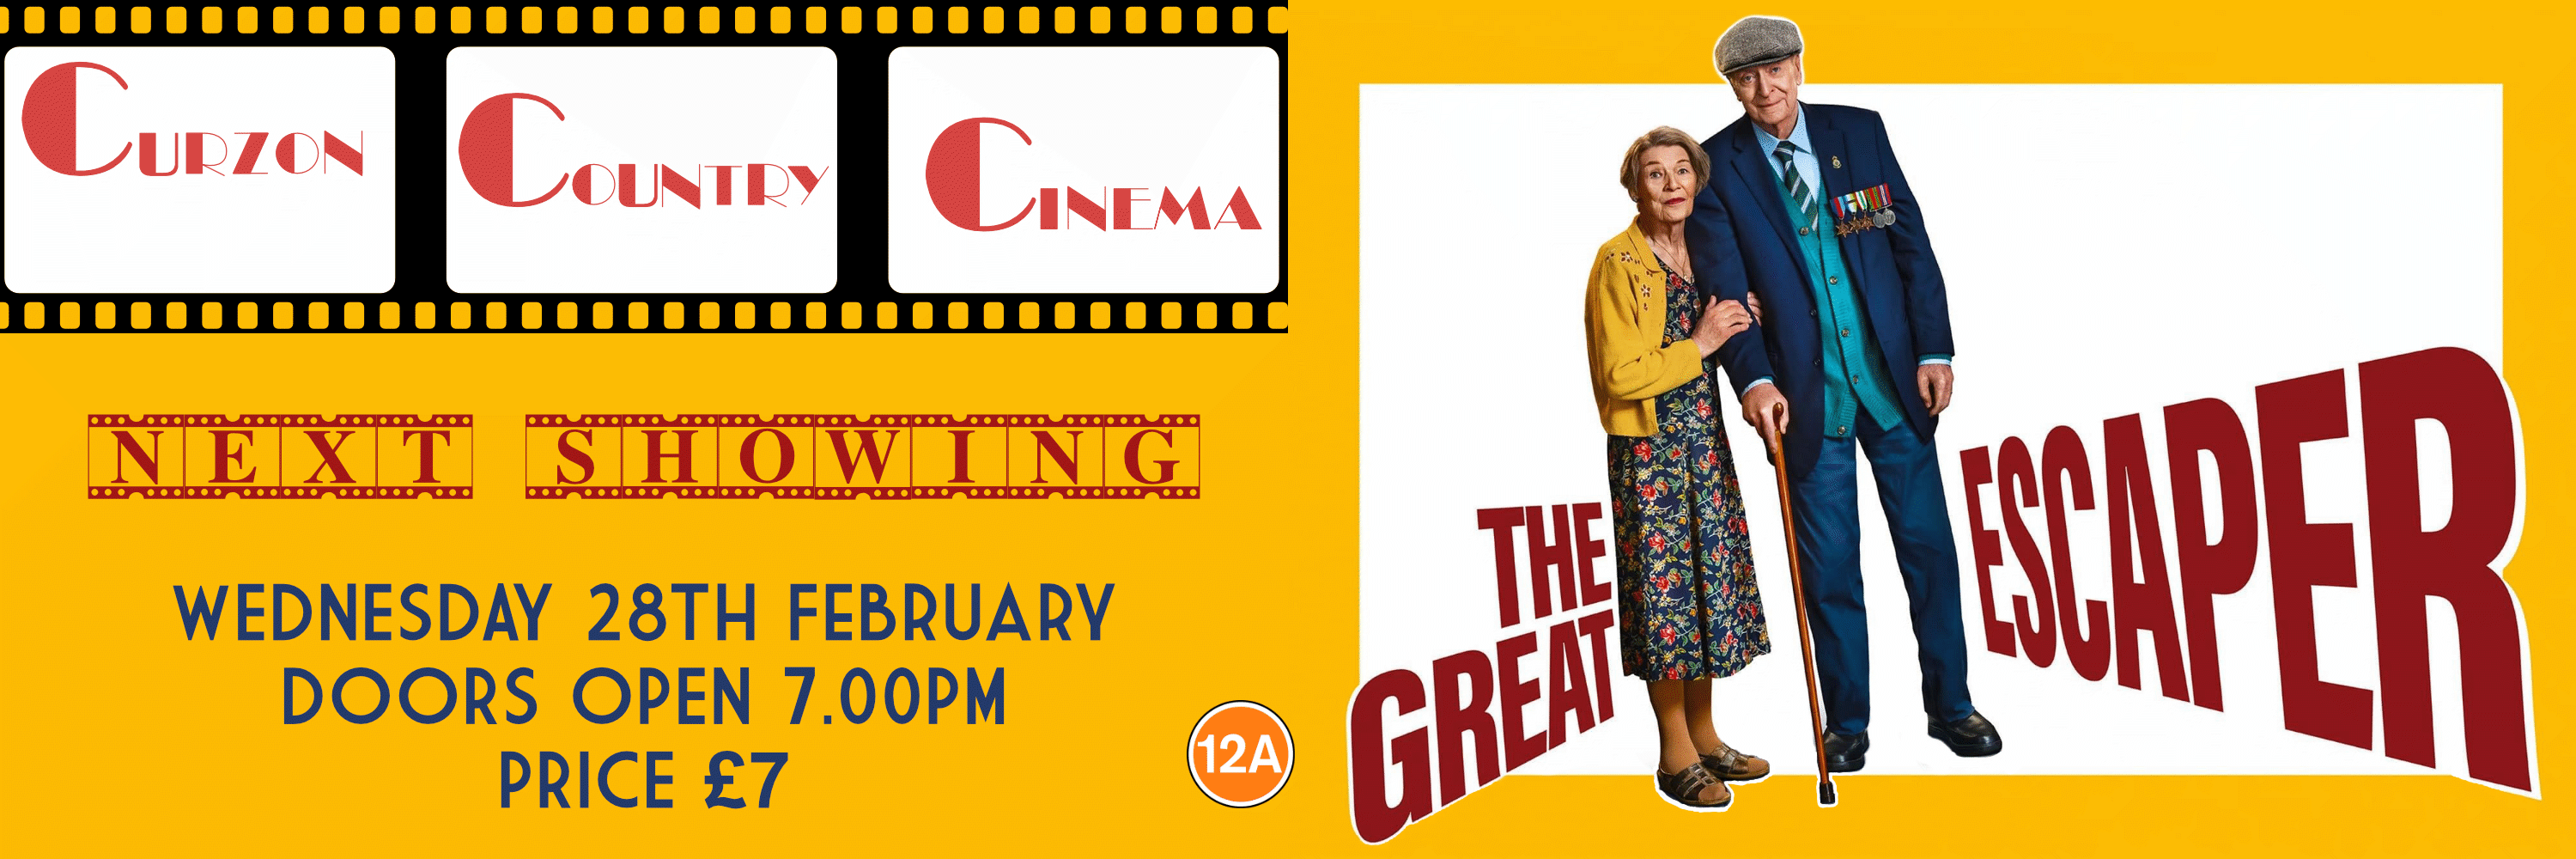 CURZON
COUNTRY
CINEMA
NEXT SHOWING
WEDNESDAY 28TH FEBRUARY
DOORS OPEN 7.00PM
PRICE £7
12A
THE
GREAT
ESCAPER